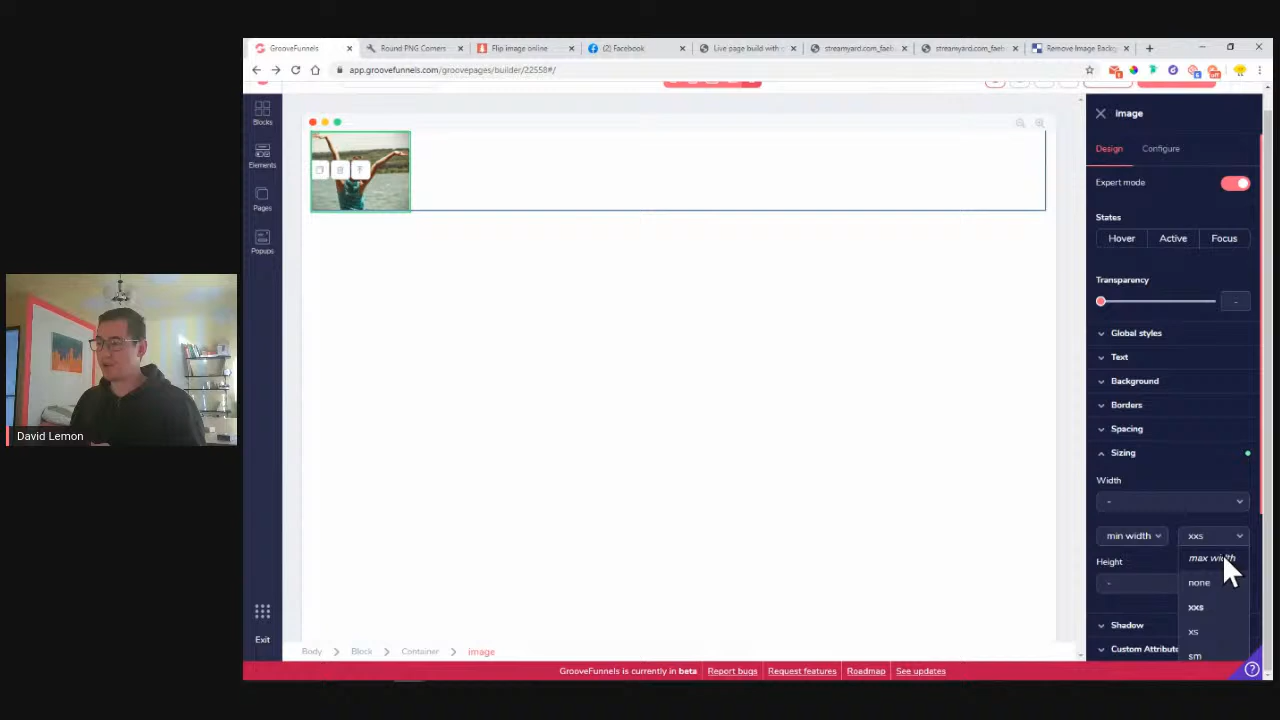 GrooveFunnels
Round PNG Corners
Flip image online
(2) Facebook
Live page build with
streamyard.com_faeb
streamyard.com_faeb
Remove Image Backg
app.groovefunnels.com/groovepages/builder/22558#/
Blocks
Elements
Pages
Popups
Exit
Image
Design
Configure
Expert mode
States
Hover
Active
Focus
Transparency
-
Global styles
Text
Background
Borders
Spacing
Sizing
Width
-
min width
xxs
max width
Height
-
none
xxs
xs
sm
Shadow
Custom Attribute
Body
Block
Container
image
GrooveFunnels is currently in beta
Report bugs
Request features
Roadmap
See updates
David Lemon